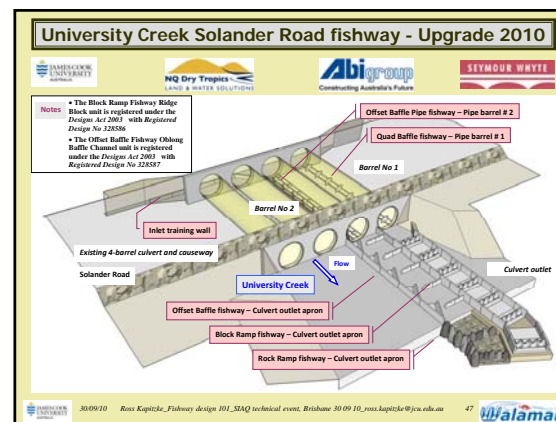 University Creek Solander Road fishway - Upgrade 2010
JAMES COOK
UNIVERSITY
AUSTRALIA
NQ Dry Tropics
LAND & WATER SOLUTIONS
Abigroup
Constructing Australia's Future
SEYMOUR WHYTE
Notes
• The Block Ramp Fishway Ridge
Block unit is registered under the
Designs Act 2003 with Registered
Design No 328586
• The Offset Baffle Fishway Oblong
Baffle Channel unit is registered
under the Designs Act 2003 with
Registered Design No 328587
Offset Baffle Pipe fishway – Pipe barrel # 2
Quad Baffle fishway – Pipe barrel # 1
Barrel No 1
Barrel No 2
Inlet training wall
Existing 4-barrel culvert and causeway
Solander Road
Flow
Culvert outlet
University Creek
Offset Baffle fishway – Culvert outlet apron
Block Ramp fishway – Culvert outlet apron
Rock Ramp fishway – Culvert outlet apron
JAMES COOK
UNIVERSITY
30/09/10 Ross Kapitzke_Fishway design 101_SIAQ technical event, Brisbane 30 09 10_ross.kapitzke@jcu.edu.au 47
Walaman